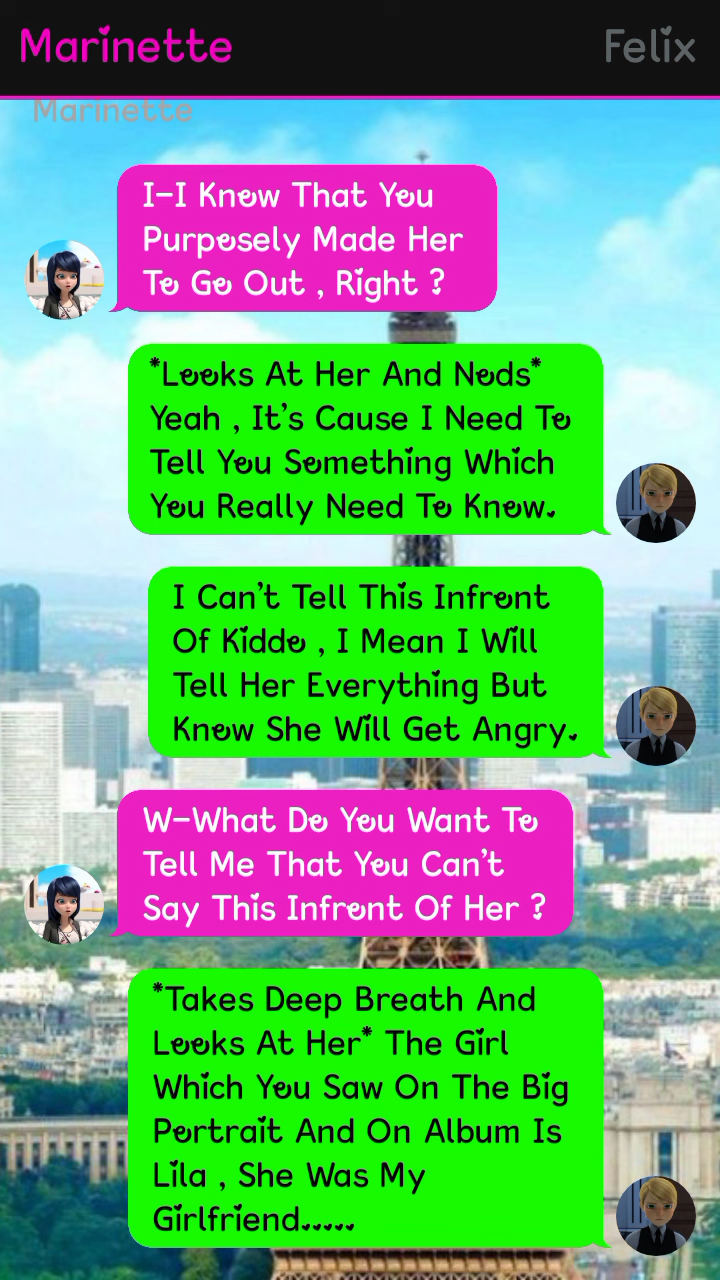 Marinette
Felix
Marinette
I-I Know That You
Purposely Made Her
To Go Out , Right ?
*Looks At Her And Nods*
Yeah , It's Cause I Need To
Tell You Something Which
You Really Need To Know.
I Can't Tell This Infront
Of Kiddo , I Mean I Will
Tell Her Everything But
Know She Will Get Angry.
W-What Do You Want To
Tell Me That You Can't
Say This Infront Of Her ?
*Takes Deep Breath And
Looks At Her* The Girl
Which You Saw On The Big
Portrait And On Album Is
Lila , She Was My
Girlfriend.....